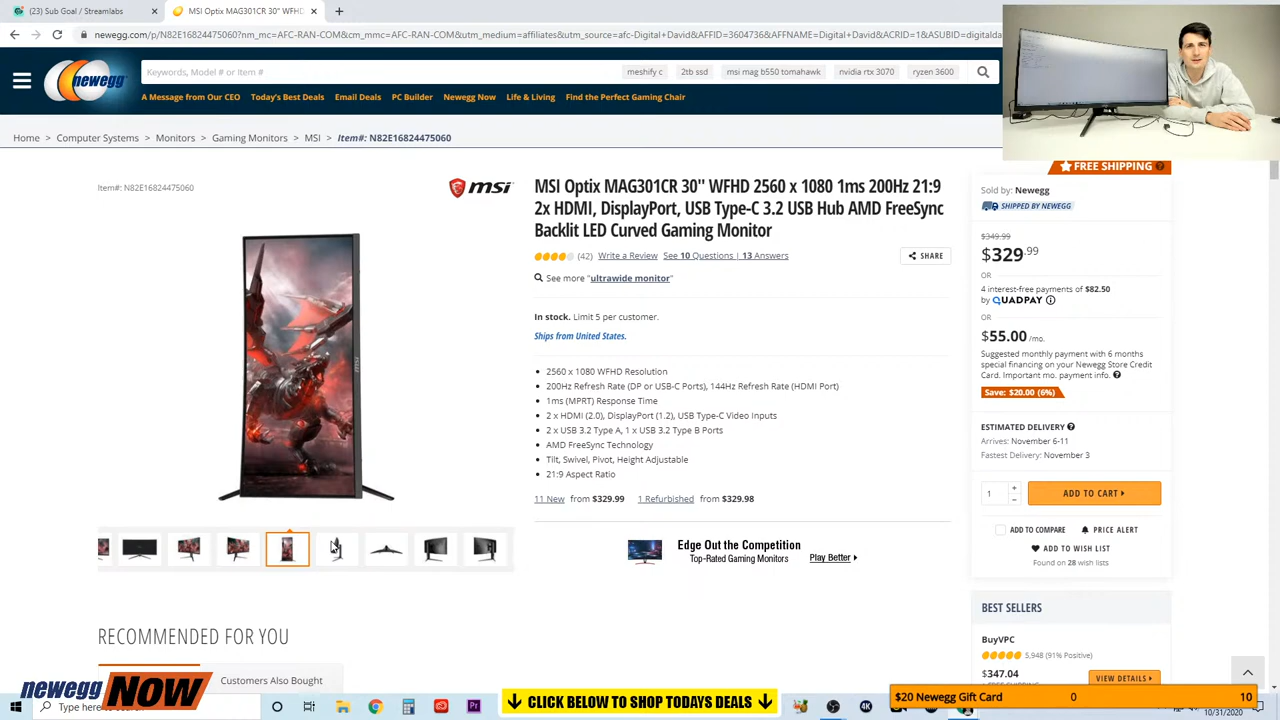 (23) Sub Goal / Streamlabs
MSI Optix MAG301CR 30" WFHD
newegg.com/p/N82E16824475060?nm_mc=AFC-RAN-COM&cm_mmc=AFC-RAN-COM&utm_medium=affiliates&utm_source=afc-Digital+David&AFFID=3604736&AFFNAME=Digital+David&ACRID=1&ASUBID=digitalda
newegg
Keywords, Model # or Item #
meshify c
2tb ssd
msi mag b550 tomahawk
nvidia rtx 3070
ryzen 3600
A Message from Our CEO
Today's Best Deals
Email Deals
PC Builder
Newegg Now
Life & Living
Find the Perfect Gaming Chair
Home
Computer Systems
Monitors
Gaming Monitors
MSI
Item#: N82E16824475060
FREE SHIPPING
Item#: N82E16824475060
msi
MSI Optix MAG301CR 30" WFHD 2560 x 1080 1ms 200Hz 21:9
2x HDMI, DisplayPort, USB Type-C 3.2 USB Hub AMD FreeSync
Backlit LED Curved Gaming Monitor
(42) Write a Review See 10 Questions | 13 Answers
SHARE
See more "ultrawide monitor"
In stock. Limit 5 per customer.
Ships from United States.
• 2560 x 1080 WFHD Resolution
• 200Hz Refresh Rate (DP or USB-C Ports), 144Hz Refresh Rate (HDMI Port)
• 1ms (MPRT) Response Time
• 2 x HDMI (2.0), DisplayPort (1.2), USB Type-C Video Inputs
• 2 x USB 3.2 Type A, 1 x USB 3.2 Type B Ports
• AMD FreeSync Technology
• Tilt, Swivel, Pivot, Height Adjustable
• 21:9 Aspect Ratio
11 New from $329.99 1 Refurbished from $329.98
Edge Out the Competition
Top-Rated Gaming Monitors
Play Better
Sold by: Newegg
SHIPPED BY NEWEGG
$349.99
$329.99
OR
4 interest-free payments of $82.50
by QUADPAY
OR
$55.00 /mo.
Suggested monthly payment with 6 months
special financing on your Newegg Store Credit
Card. Important mo. payment info.
Save: $20.00 (6%)
ESTIMATED DELIVERY
Arrives: November 6-11
Fastest Delivery: November 3
1
+
−
ADD TO CART
ADD TO COMPARE
PRICE ALERT
ADD TO WISH LIST
Found on 28 wish lists
BEST SELLERS
BuyVPC
5,948 (91% Positive)
$347.04
VIEW DETAILS
RECOMMENDED FOR YOU
Customers Also Bought
newegg NOW
Type here to search
CLICK BELOW TO SHOP TODAYS DEALS
$20 Newegg Gift Card 0 10
10/31/2020